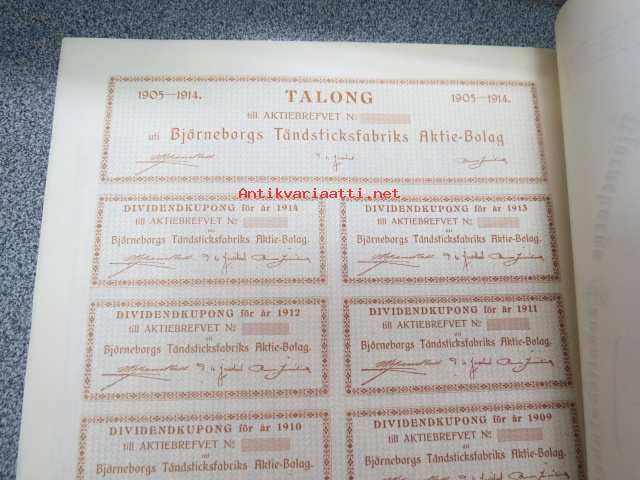 1905—1914. TALONG 1905—1914.
till AKTIEBREFVET №
uti Björneborgs Tändsticksfabriks Aktie-Bolag
Antikvariaatti.net
DIVIDENDKUPONG för år 1914
till AKTIEBREFVET №
uti
Björneborgs Tändsticksfabriks Aktie-Bolag.
DIVIDENDKUPONG för år 1913
till AKTIEBREFVET №
uti
Björneborgs Tändsticksfabriks Aktie-Bolag.
DIVIDENDKUPONG för år 1912
till AKTIEBREFVET №
uti
Björneborgs Tändsticksfabriks Aktie-Bolag.
DIVIDENDKUPONG för år 1911
till AKTIEBREFVET №
uti
Björneborgs Tändsticksfabriks Aktie-Bolag.
DIVIDENDKUPONG för år 1910
till AKTIEBREFVET №
uti
Björneborgs Tändsticksfabriks Aktie-Bolag.
DIVIDENDKUPONG för år 1909
till AKTIEBREFVET №
uti
Björneborgs Tändsticksfabriks Aktie-Bolag.